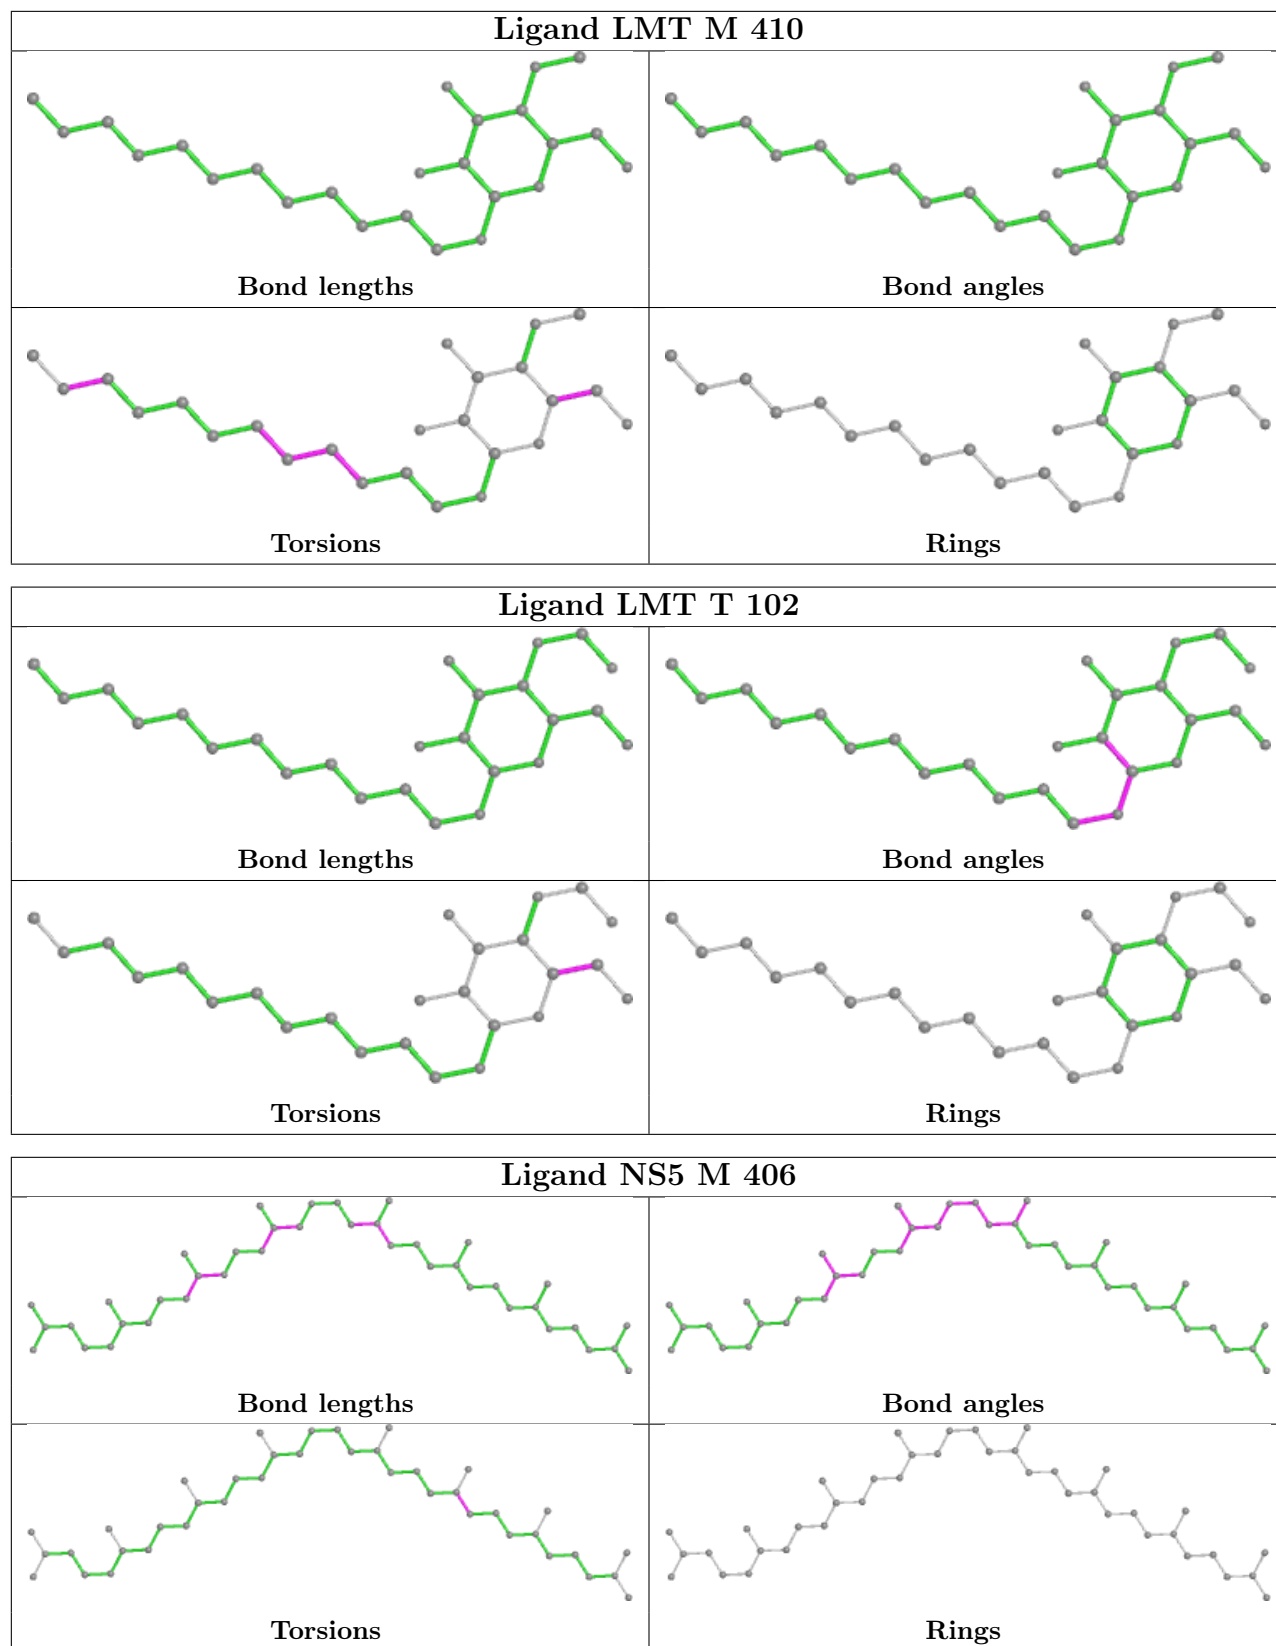 Ligand LMT M 410
Bond lengths
Bond angles
Torsions
Rings
Ligand LMT T 102
Bond lengths
Bond angles
Torsions
Rings
Ligand NS5 M 406
Bond lengths
Bond angles
Torsions
Rings